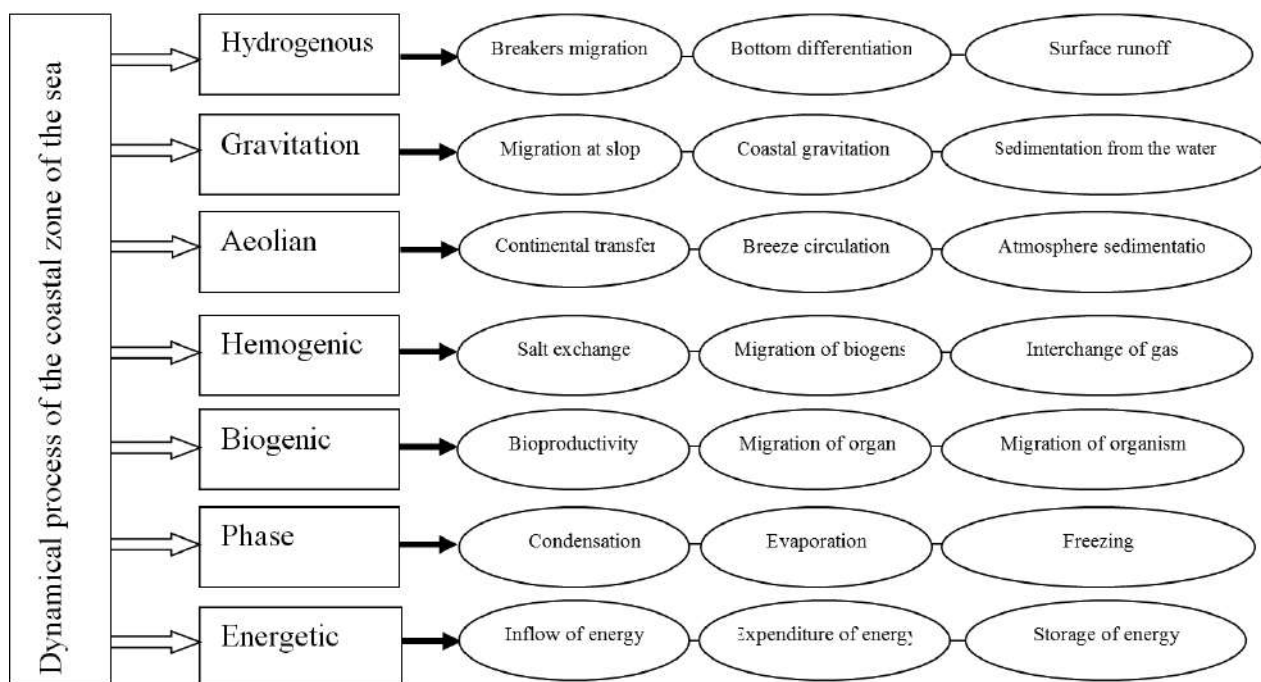 Dynamical process of the coastal zone of the sea
Hydrogenous
Breakers migration
Bottom differentiation
Surface runoff
Gravitation
Migration at slop
Coastal gravitation
Sedimentation from the water
Aeolian
Continental transfer
Breeze circulation
Atmosphere sedimentatio
Hemogenic
Salt exchange
Migration of biogens
Interchange of gas
Biogenic
Bioproductivity
Migration of organ
Migration of organism
Phase
Condensation
Evaporation
Freezing
Energetic
Inflow of energy
Expenditure of energy
Storage of energy